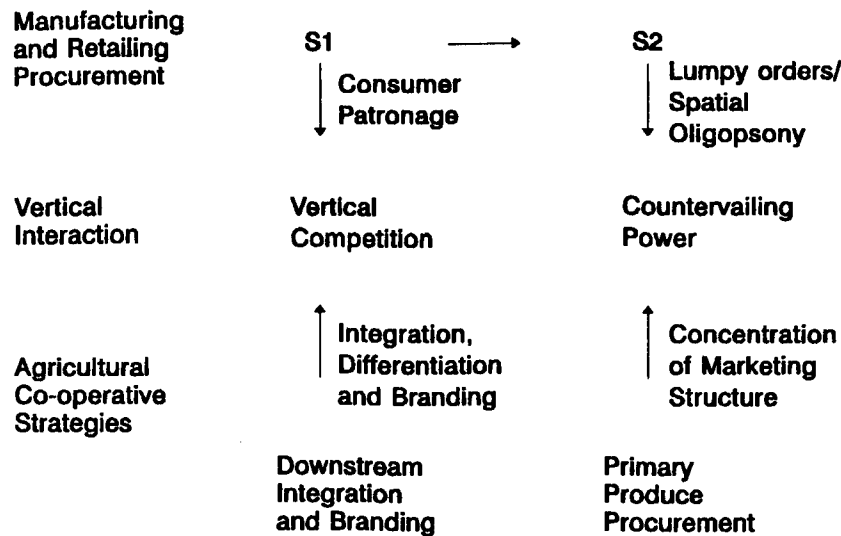 Manufacturing
and Retailing
Procurement
S1
S2
Consumer
Patronage
Lumpy orders/
Spatial
Oligopsony
Vertical
Interaction
Vertical
Competition
Countervailing
Power
Agricultural
Co-operative
Strategies
Integration,
Differentiation
and Branding
Concentration
of Marketing
Structure
Downstream
Integration
and Branding
Primary
Produce
Procurement